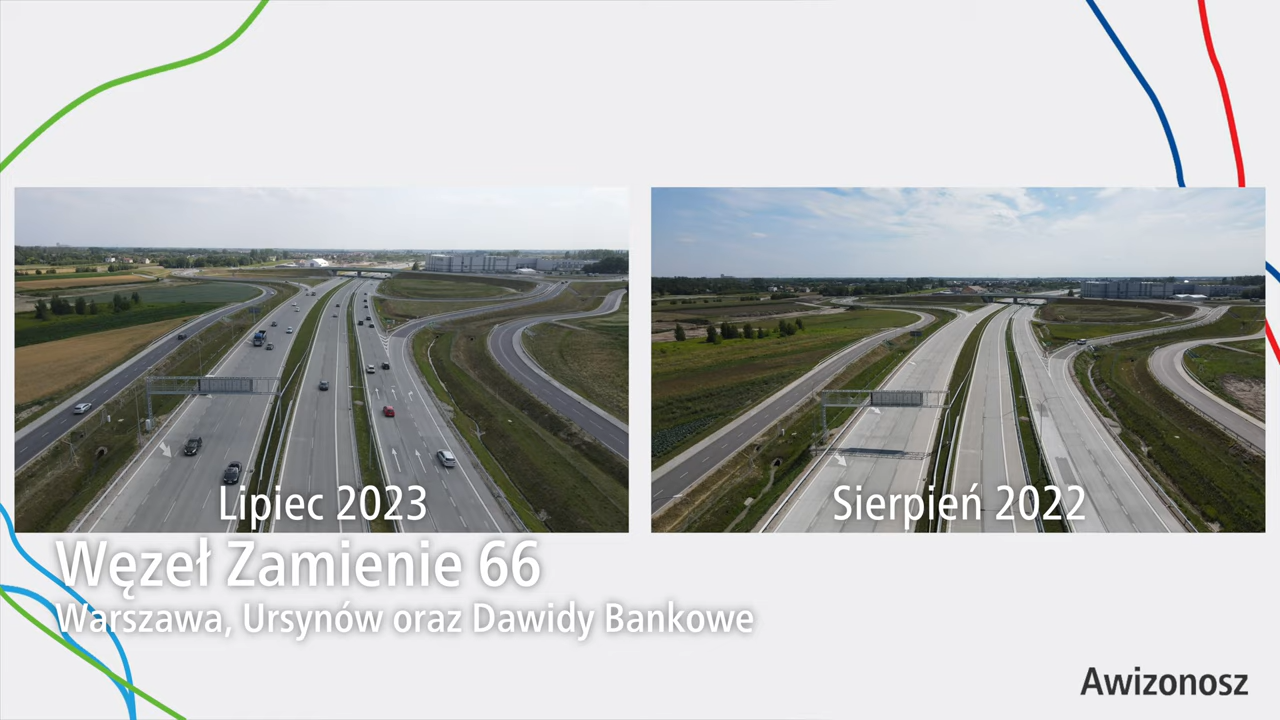 Lipiec 2023
Sierpień 2022
Węzeł Zamienie 66
Warszawa, Ursynów oraz Dawidy Bankowe
Awizonosz